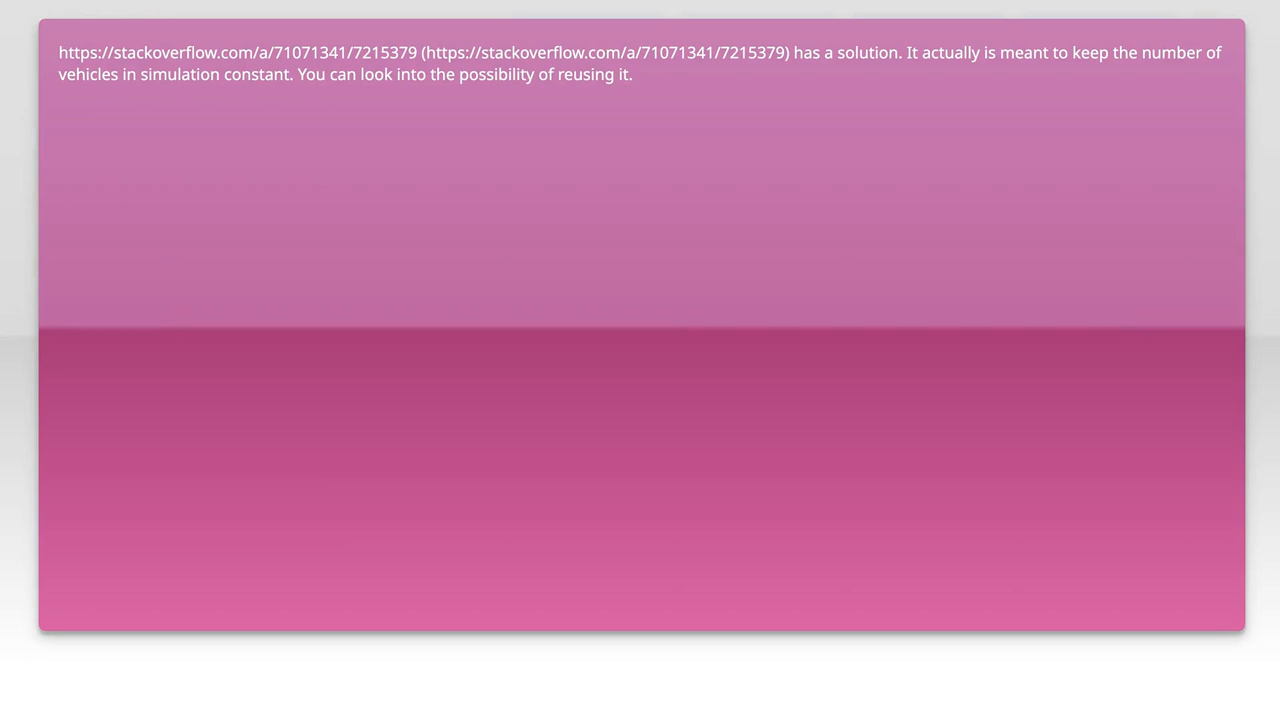 https://stackoverflow.com/a/71071341/7215379 (https://stackoverflow.com/a/71071341/7215379) has a solution. It actually is meant to keep the number of
vehicles in simulation constant. You can look into the possibility of reusing it.